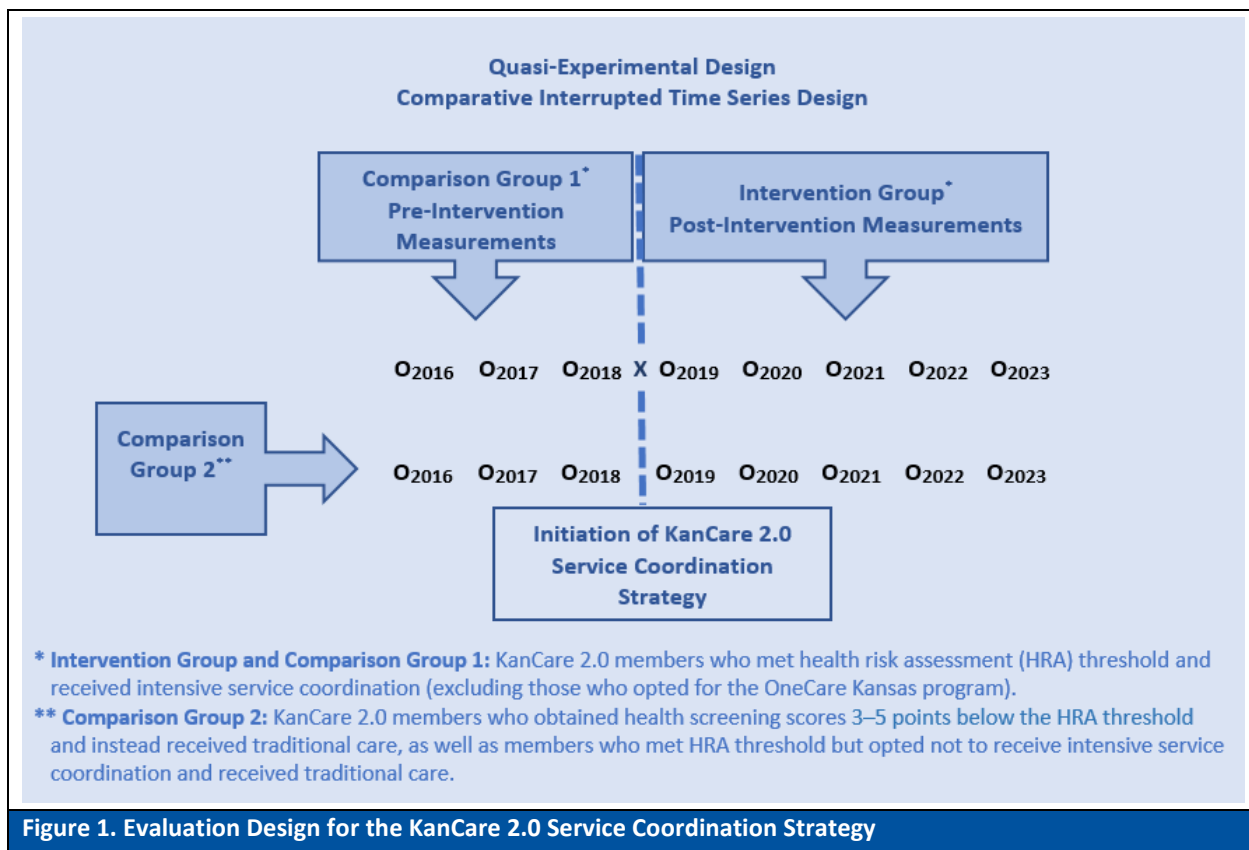 Quasi-Experimental Design
Comparative Interrupted Time Series Design
Comparison Group 1*
Pre-Intervention
Measurements
Intervention Group*
Post-Intervention Measurements
O2016 O2017 O2018 X O2019 O2020 O2021 O2022 O2023
Comparison
Group 2**
O2016 O2017 O2018 O2019 O2020 O2021 O2022 O2023
Initiation of KanCare 2.0
Service Coordination
Strategy
* Intervention Group and Comparison Group 1: KanCare 2.0 members who met health risk assessment (HRA) threshold and
received intensive service coordination (excluding those who opted for the OneCare Kansas program).
** Comparison Group 2: KanCare 2.0 members who obtained health screening scores 3–5 points below the HRA threshold
and instead received traditional care, as well as members who met HRA threshold but opted not to receive intensive service
coordination and received traditional care.
Figure 1. Evaluation Design for the KanCare 2.0 Service Coordination Strategy